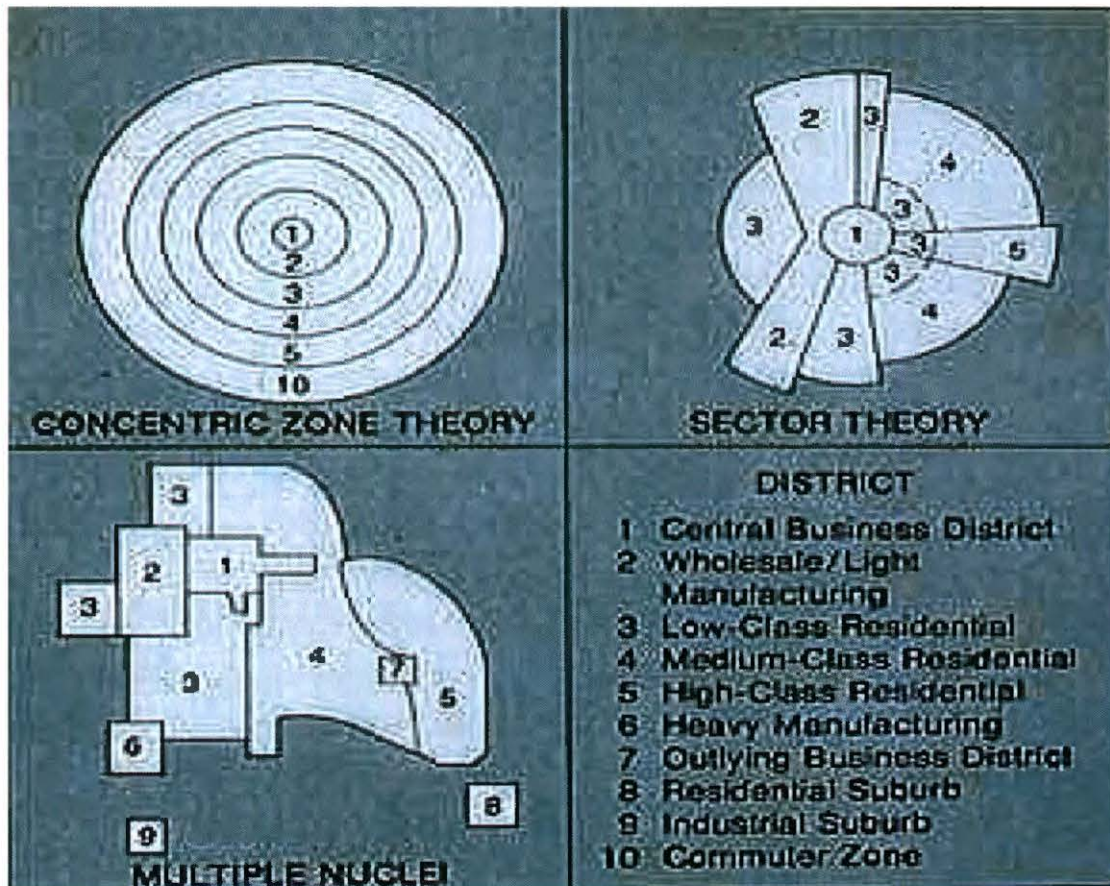 1
2
3
4
5
10
CONCENTRIC ZONE THEORY
2
3
4
3
3
1
3
5
3
4
2
3
SECTOR THEORY
3
2
1
3
3
4
7
5
6
8
9
MULTIPLE NUCLEI
DISTRICT
1 Central Business District
2 Wholesale/Light
Manufacturing
3 Low-Class Residential
4 Medium-Class Residential
5 High-Class Residential
6 Heavy Manufacturing
7 Outlying Business District
8 Residential Suburb
9 Industrial Suburb
10 Commuter Zone